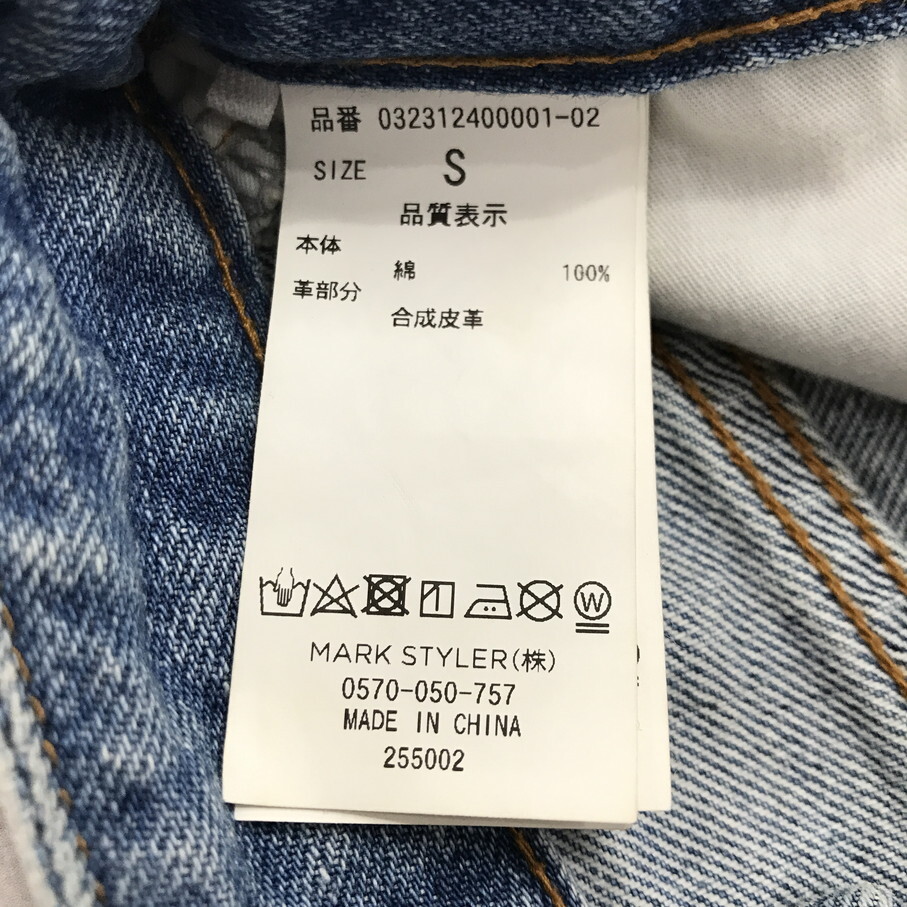 品番 032312400001-02
SIZE S
品質表示
本体
綿 100%
革部分
合成皮革
W
MARK STYLER(株)
0570-050-757
MADE IN CHINA
255002